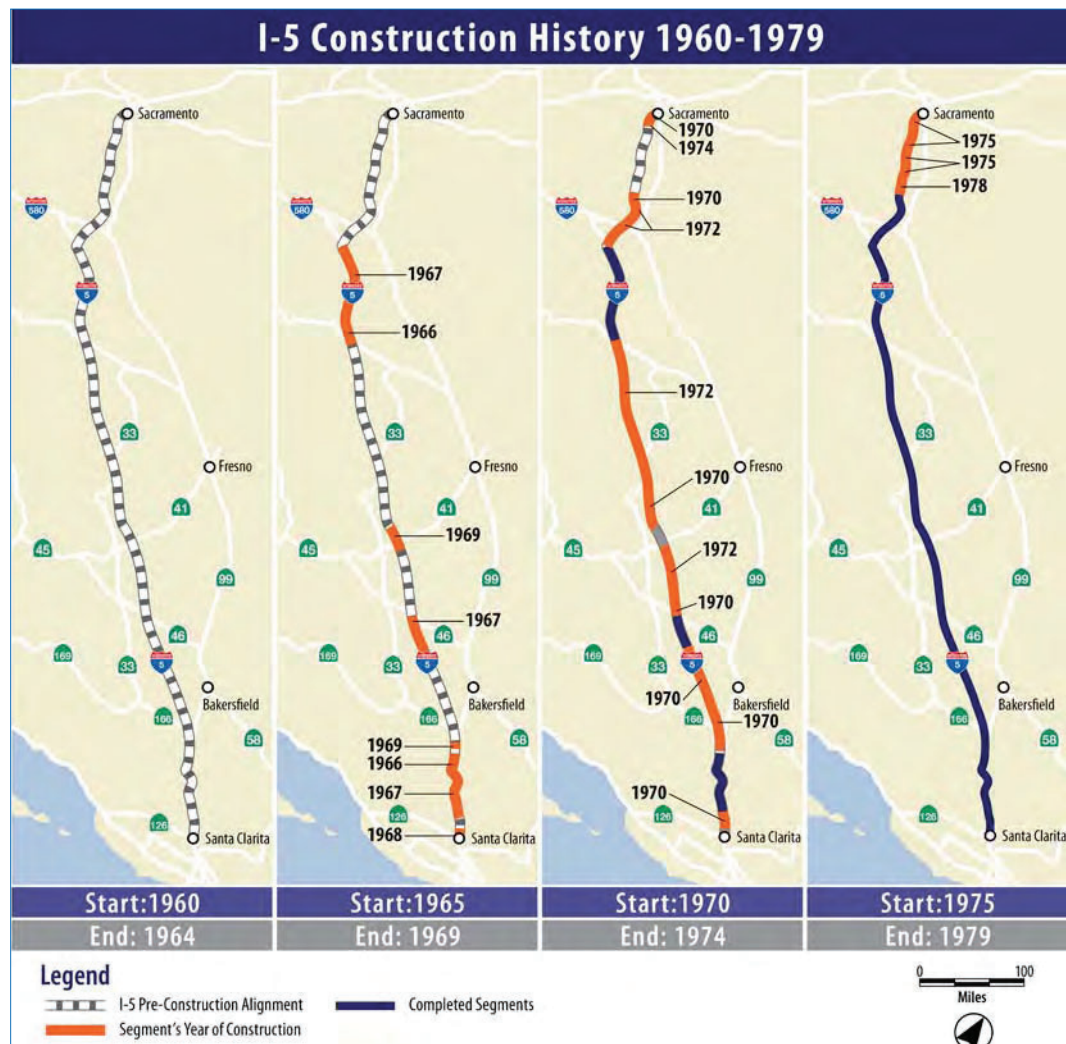 I-5 Construction History 1960-1979
Sacramento
580
5
33
Fresno
41
45
99
46
169
33
5
Bakersfield
166
58
126
Santa Clarita
Start:1960
End: 1964
Sacramento
580
1967
5
1966
33
Fresno
41
1969
45
99
1967
46
169
33
5
Bakersfield
166
58
1969
1966
1967
126
1968
Santa Clarita
Start:1965
End: 1969
Sacramento
1970
1974
1970
580
1972
5
1972
33
Fresno
1970
41
45
1972
99
1970
46
169
33
5
1970
Bakersfield
166
1970
58
1970
126
Santa Clarita
Start:1970
End: 1974
Sacramento
1975
1975
1978
580
5
33
Fresno
41
45
99
46
169
33
5
Bakersfield
166
58
126
Santa Clarita
Start:1975
End: 1979
Legend
I-5 Pre-Construction Alignment
Segment's Year of Construction
Completed Segments
0 100
Miles